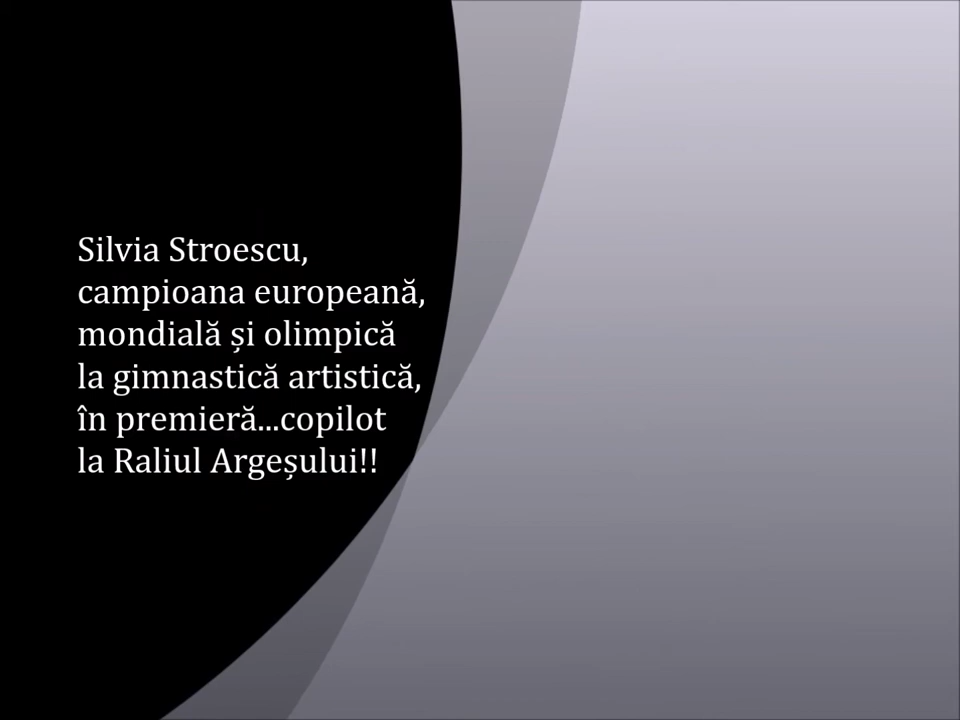 Silvia Stroescu,
campioana europeană,
mondială și olimpică
la gimnastică artistică,
în premieră...copilot
la Raliul Argeșului!!